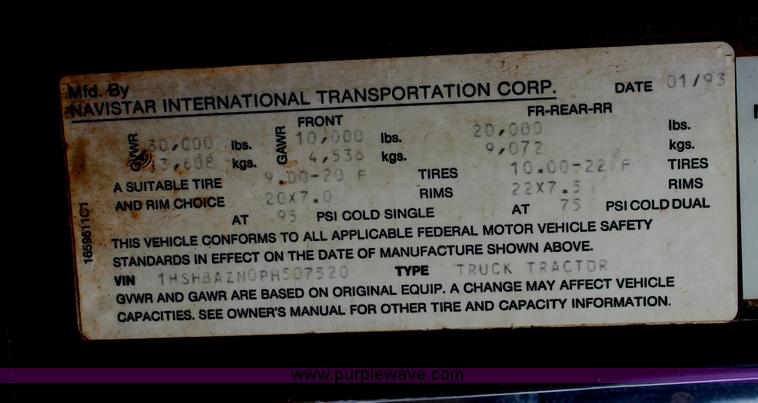 Mfd. By
NAVISTAR INTERNATIONAL TRANSPORTATION CORP. DATE 01/93
FRONT FR-REAR-RR
GVWR 30,000 lbs. GAWR 10,000 lbs. 20,000 lbs.
13,608 kgs. 4,536 kgs. 9,072 kgs.
A SUITABLE TIRE 9.00-20 F TIRES 10.00-22 F TIRES
AND RIM CHOICE 20X7.0 RIMS 22X7.5 RIMS
AT 95 PSI COLD SINGLE AT 75 PSI COLD DUAL
THIS VEHICLE CONFORMS TO ALL APPLICABLE FEDERAL MOTOR VEHICLE SAFETY
STANDARDS IN EFFECT ON THE DATE OF MANUFACTURE SHOWN ABOVE.
VIN 1HSHBAZN0PH507520 TYPE TRUCK TRACTOR
GVWR AND GAWR ARE BASED ON ORIGINAL EQUIP. A CHANGE MAY AFFECT VEHICLE
CAPACITIES. SEE OWNER'S MANUAL FOR OTHER TIRE AND CAPACITY INFORMATION.
1659611C1
www.purplewave.com